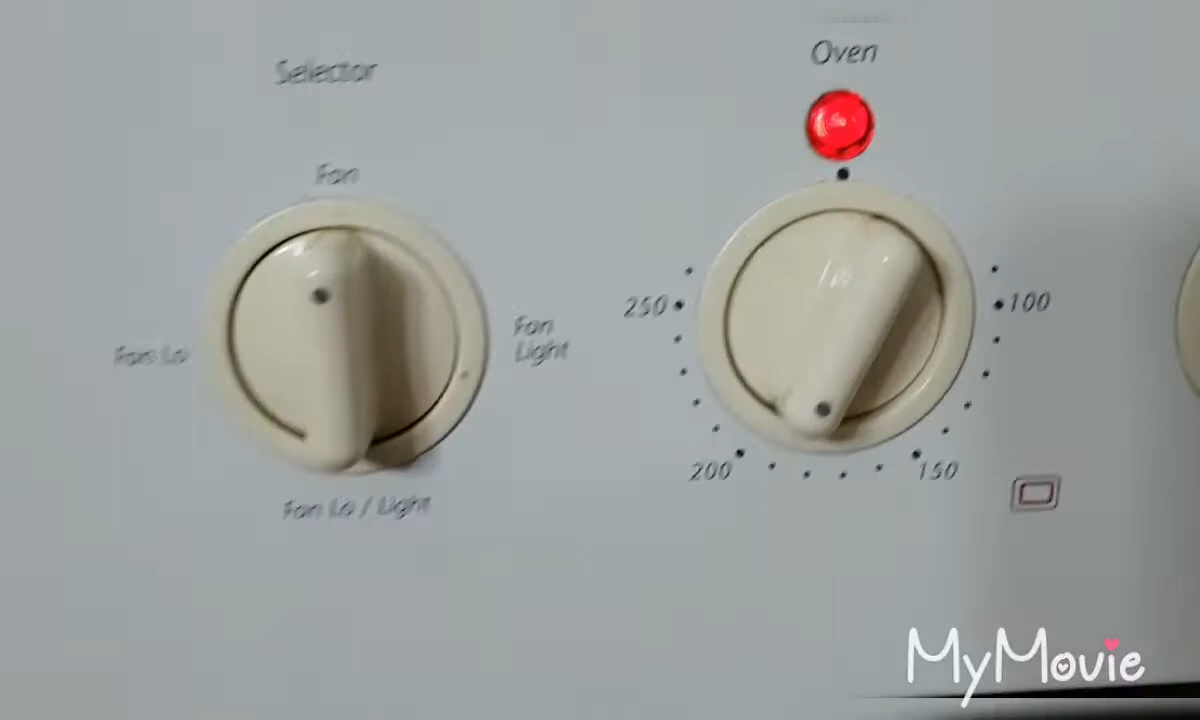 Selector
Oven
Fan
Fan Lo
Fan
Light
Fan Lo / Light
250
100
200
150
MyMovie